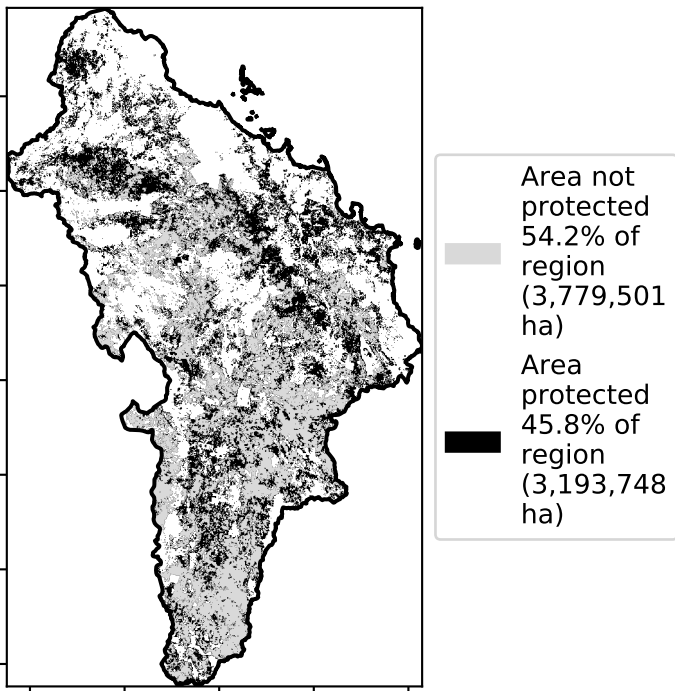 Area not
protected
54.2% of
region
(3,779,501
ha)
Area
protected
45.8% of
region
(3,193,748
ha)